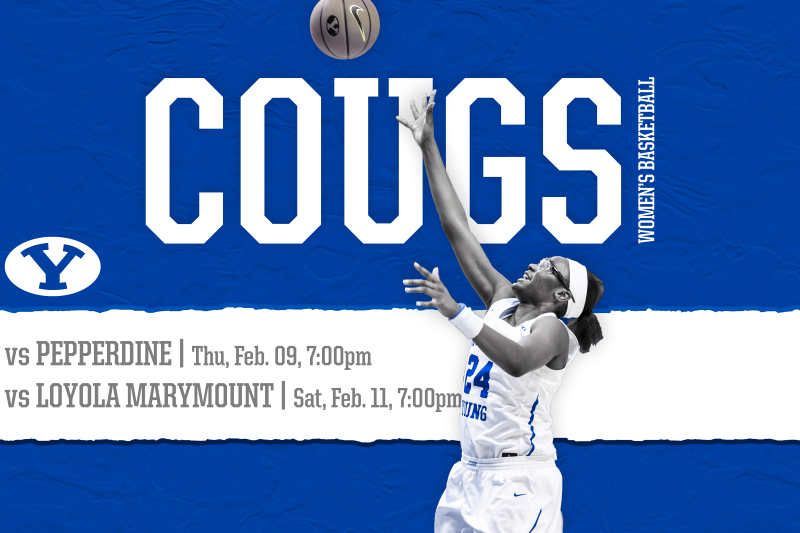 COUGS
WOMEN'S BASKETBALL
Y
vs PEPPERDINE | Thu, Feb. 09, 7:00pm
vs LOYOLA MARYMOUNT | Sat, Feb. 11, 7:00pm
24
OUNG